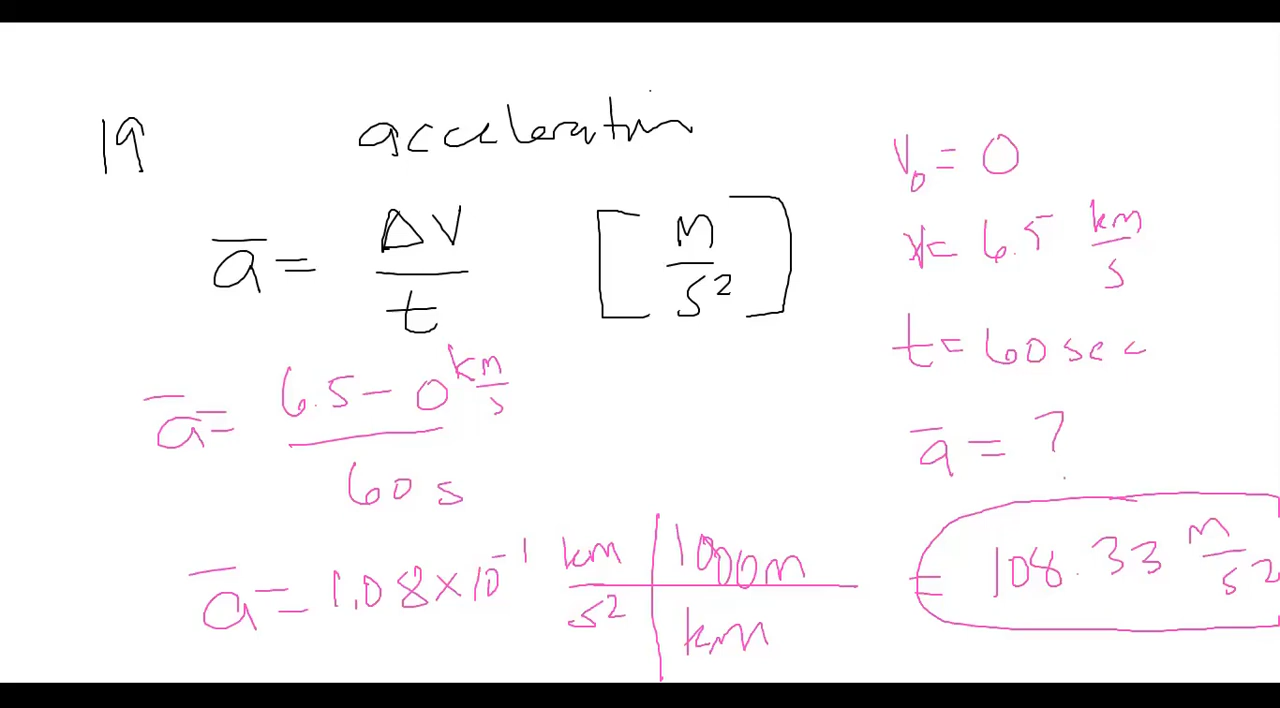 19
acceleration
a̅ = ΔV / t [m / s²]
V₀ = 0
V = 6.5 km / s
t = 60 sec
a̅ = ?
a̅ = 6.5 - 0 km / s / 60 s
a̅ = 1.08 × 10⁻¹ km / s² | 1000m / km
= 108.33 m / s²